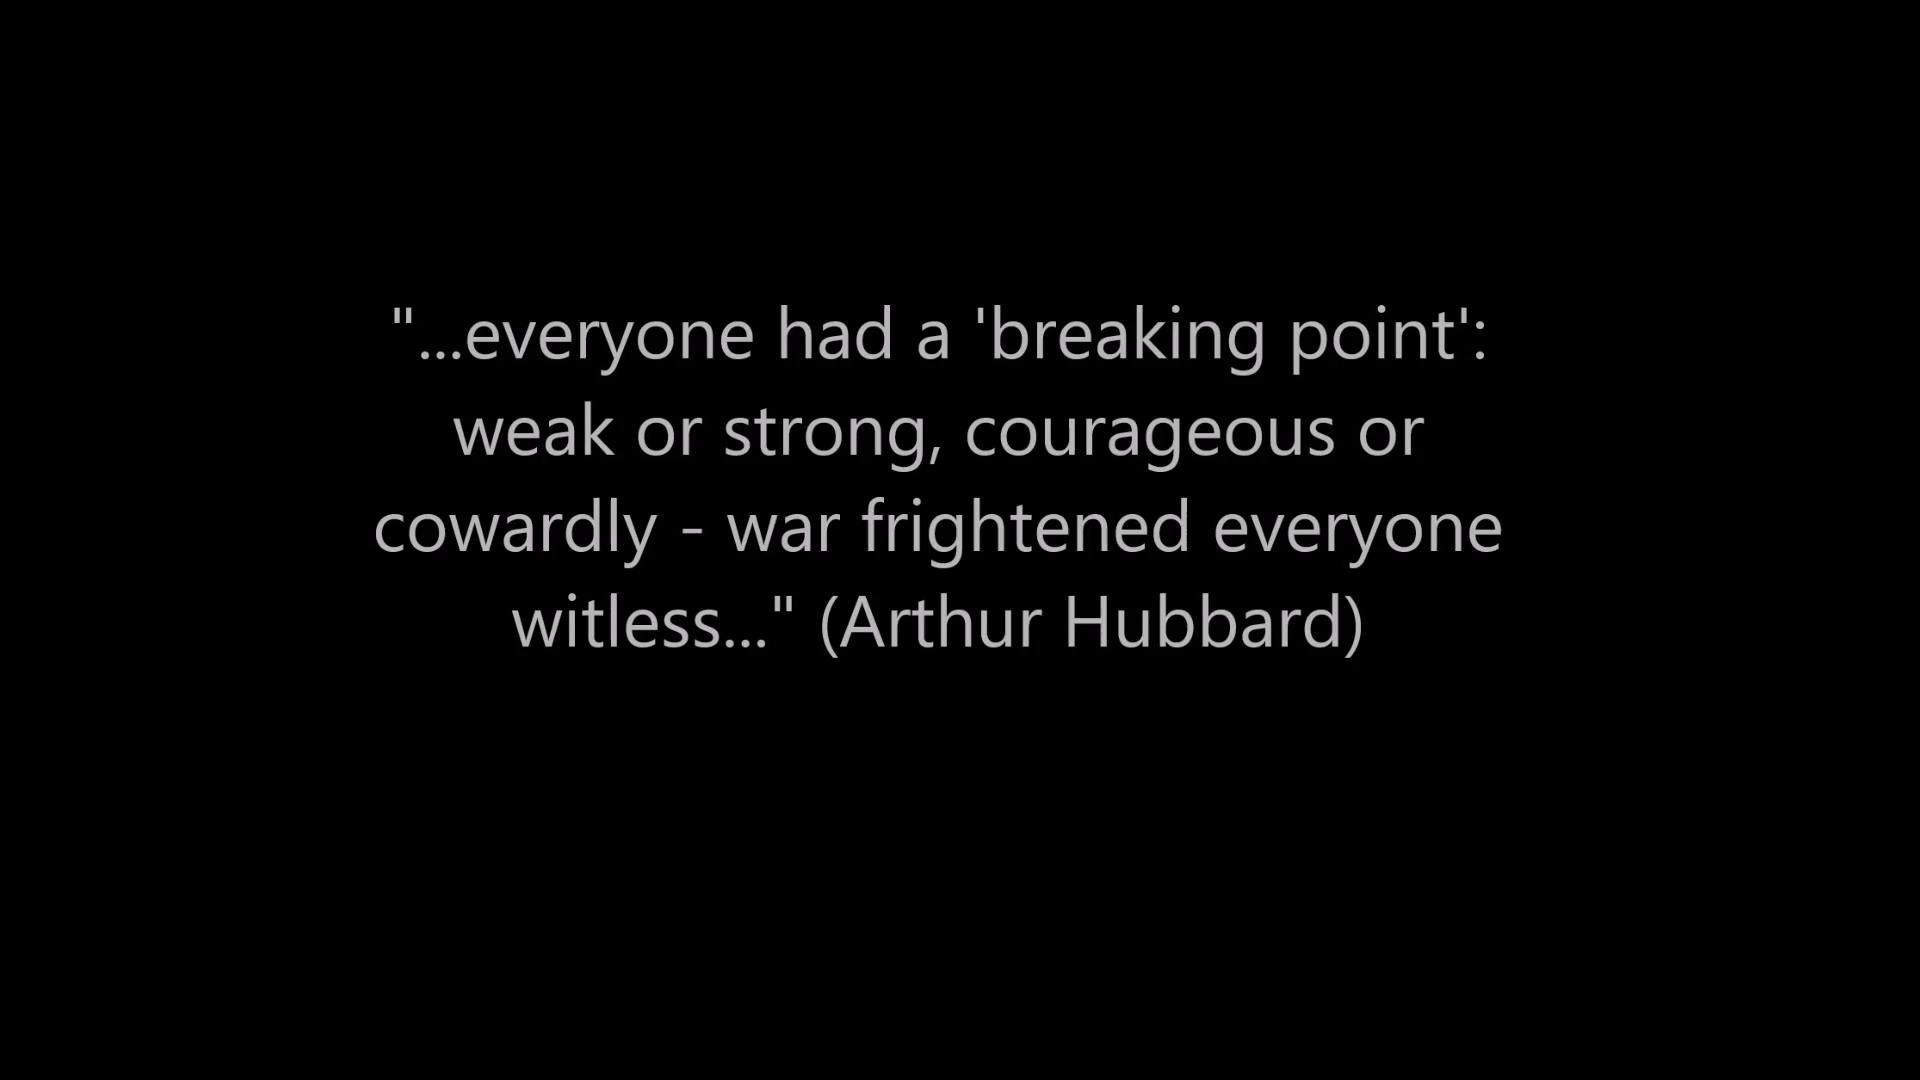 "...everyone had a 'breaking point':
weak or strong, courageous or
cowardly - war frightened everyone
witless..." (Arthur Hubbard)